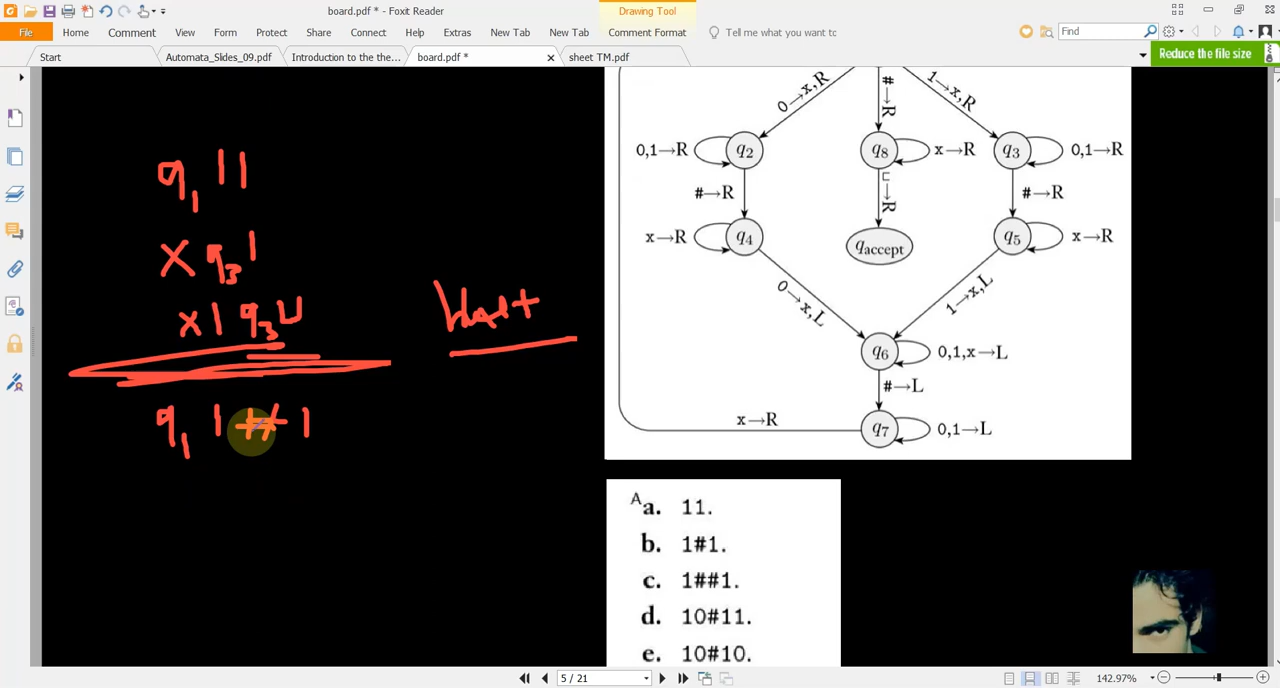 board.pdf * - Foxit Reader
Drawing Tool
File Home Comment View Form Protect Share Connect Help Extras New Tab New Tab Comment Format Tell me what you want tc Find
Start Automata_Slides_09.pdf Introduction to the the... board.pdf * sheet TM.pdf Reduce the file size
q₁ 11
x q₃ 1
x 1 q₃ ⊔
Halt
q₁ 1 # 1
0→x,R #→R 1→x,R
0,1→R q2 q8 x→R q3 0,1→R
#→R ⊔→R #→R
x→R q4 qaccept q5 x→R
0→x,L 1→x,L
q6 0,1,x→L
#→L
x→R q7 0,1→L
A a. 11.
b. 1#1.
c. 1##1.
d. 10#11.
e. 10#10.
5 / 21 142.97%